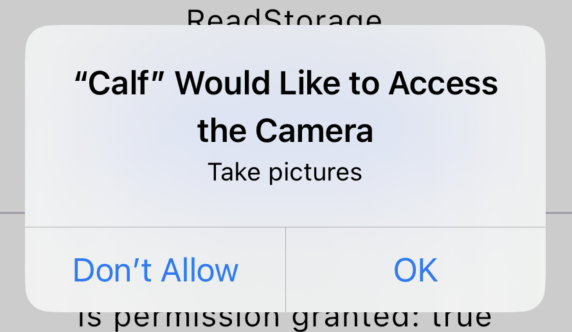 ReadStorage
“Calf” Would Like to Access
the Camera
Take pictures
Don’t Allow
OK
Is permission granted: true